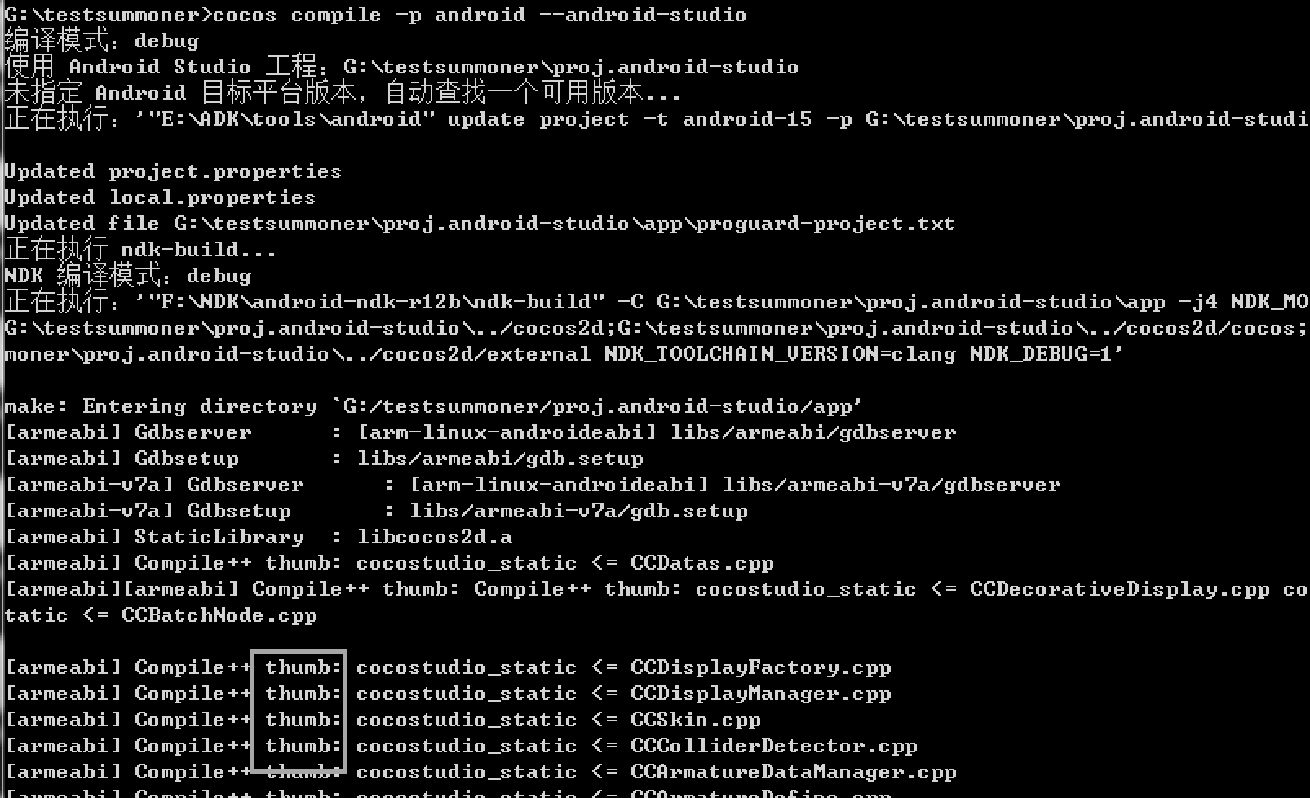 G:\testsummoner>cocos compile -p android --android-studio
编译模式：debug
使用 Android Studio 工程：G:\testsummoner\proj.android-studio
未指定 Android 目标平台版本，自动查找一个可用版本...
正在执行：'"E:\ADK\tools\android" update project -t android-15 -p G:\testsummoner\proj.android-studi
Updated project.properties
Updated local.properties
Updated file G:\testsummoner\proj.android-studio\app\proguard-project.txt
正在执行 ndk-build...
NDK 编译模式：debug
正在执行：'"F:\NDK\android-ndk-r12b\ndk-build" -C G:\testsummoner\proj.android-studio\app -j4 NDK_MO
G:\testsummoner\proj.android-studio\../cocos2d;G:\testsummoner\proj.android-studio\../cocos2d/cocos;
moner\proj.android-studio\../cocos2d/external NDK_TOOLCHAIN_VERSION=clang NDK_DEBUG=1'
make: Entering directory `G:/testsummoner/proj.android-studio/app'
[armeabi] Gdbserver      : [arm-linux-androideabi] libs/armeabi/gdbserver
[armeabi] Gdbsetup       : libs/armeabi/gdb.setup
[armeabi-v7a] Gdbserver      : [arm-linux-androideabi] libs/armeabi-v7a/gdbserver
[armeabi-v7a] Gdbsetup       : libs/armeabi-v7a/gdb.setup
[armeabi] StaticLibrary  : libcocos2d.a
[armeabi] Compile++ thumb: cocostudio_static <= CCDatas.cpp
[armeabi][armeabi] Compile++ thumb: Compile++ thumb: cocostudio_static <= CCDecorativeDisplay.cpp co
tatic <= CCBatchNode.cpp
[armeabi] Compile++ thumb: cocostudio_static <= CCDisplayFactory.cpp
[armeabi] Compile++ thumb: cocostudio_static <= CCDisplayManager.cpp
[armeabi] Compile++ thumb: cocostudio_static <= CCSkin.cpp
[armeabi] Compile++ thumb: cocostudio_static <= CCColliderDetector.cpp
[armeabi] Compile++ thumb: cocostudio_static <= CCArmatureDataManager.cpp
[armeabi] Compile++ thumb: cocostudio_static <= CCArmatureDefine.cpp